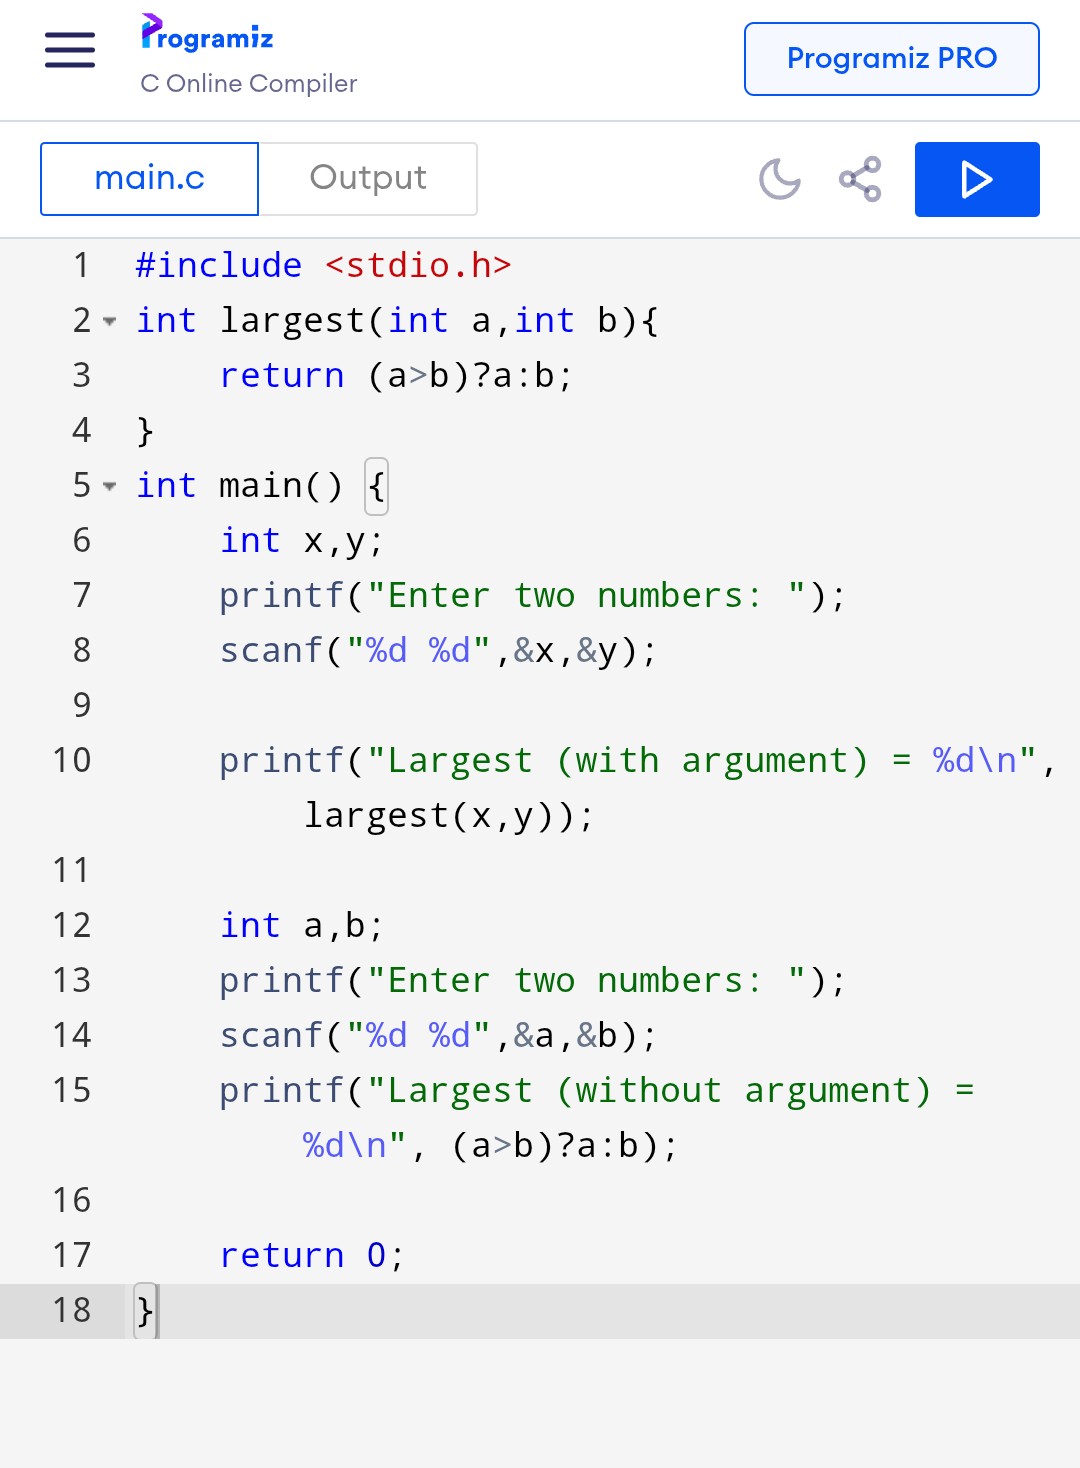 Programiz
C Online Compiler
Programiz PRO
main.c
Output
1 #include <stdio.h>
2 int largest(int a,int b){
3     return (a>b)?a:b;
4 }
5 int main() {
6     int x,y;
7     printf("Enter two numbers: ");
8     scanf("%d %d",&x,&y);
9
10     printf("Largest (with argument) = %d\n",
        largest(x,y));
11
12     int a,b;
13     printf("Enter two numbers: ");
14     scanf("%d %d",&a,&b);
15     printf("Largest (without argument) =
        %d\n", (a>b)?a:b);
16
17     return 0;
18 }